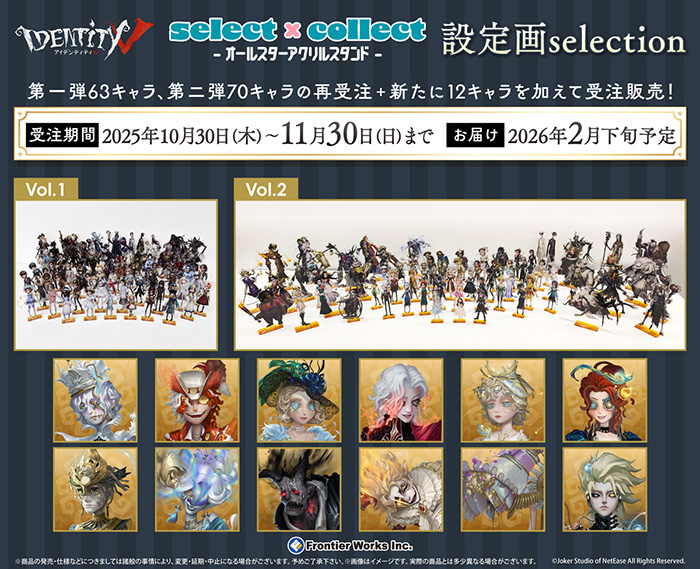 IDENTITY V
アイデンティティV
select × collect
- オールスターアクリルスタンド -
設定画selection
第一弾63キャラ、第二弾70キャラの再受注＋新たに12キャラを加えて受注販売！
受注期間 2025年10月30日(木)～11月30日(日)まで お届け 2026年2月下旬予定
Vol.1
Vol.2
Frontier Works Inc.
※商品の発売・仕様などにつきましては諸般の事情により、変更・延期・中止になる場合がございます。予めご了承下さい。※画像はイメージです。実際の商品とは多少異なる場合がございます。
©Joker Studio of NetEase All Rights Reserved.